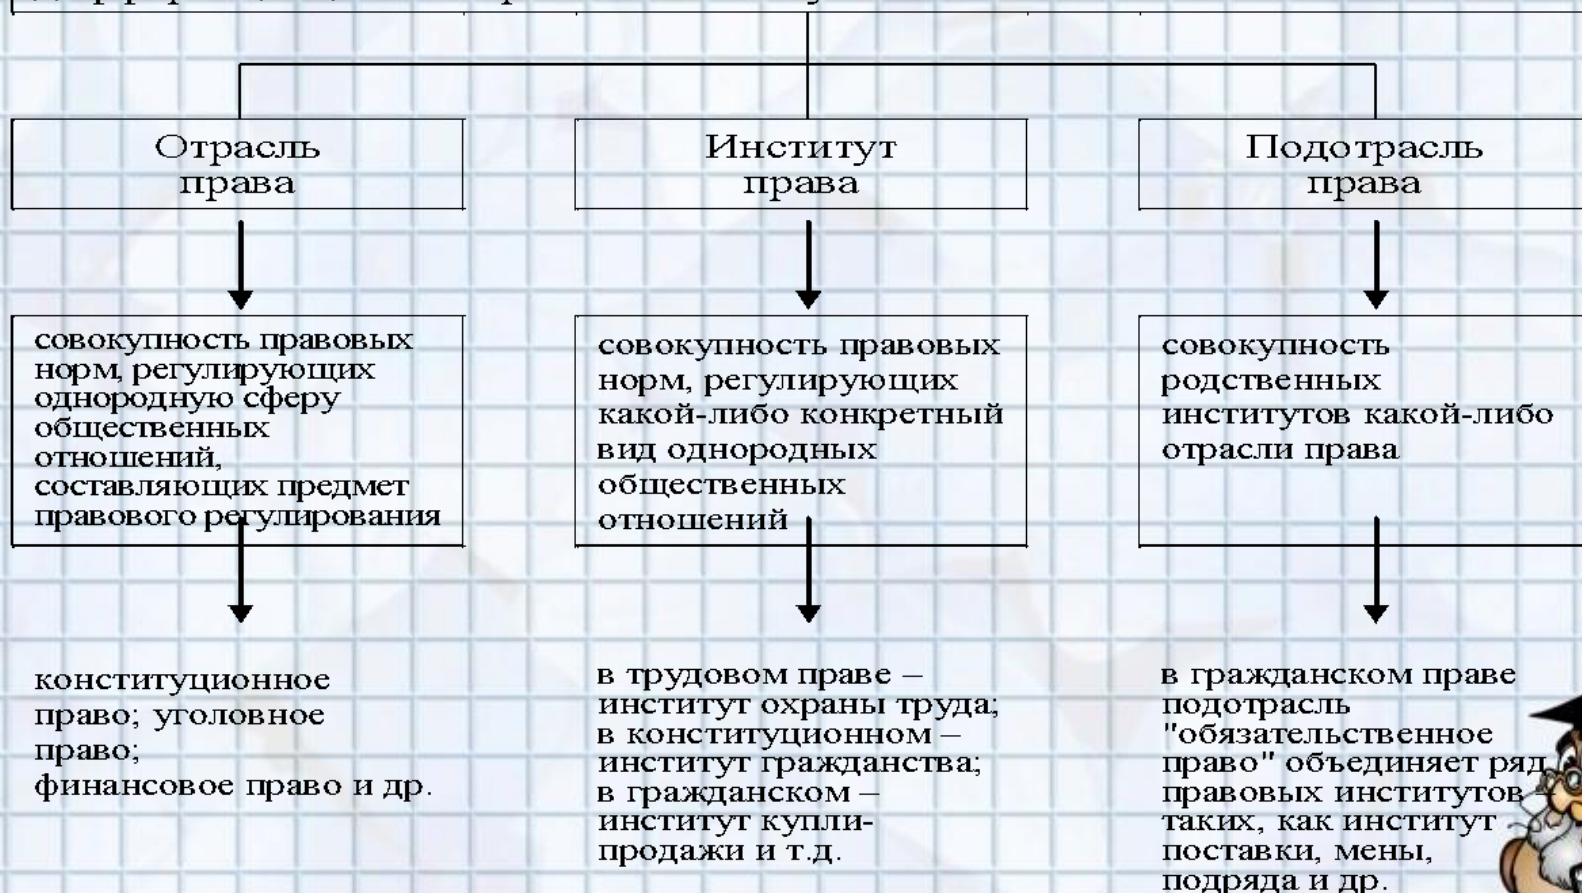 Отрасль
права
Институт
права
Подотрасль
права
совокупность правовых
норм, регулирующих
однородную сферу
общественных
отношений,
составляющих предмет
правового регулирования
совокупность правовых
норм, регулирующих
какой-либо конкретный
вид однородных
общественных
отношений
совокупность
родственных
институтов какой-либо
отрасли права
конституционное
право; уголовное
право;
финансовое право и др.
в трудовом праве –
институт охраны труда;
в конституционном –
институт гражданства;
в гражданском –
институт купли-
продажи и т.д.
в гражданском праве
подотрасль
"обязательственное
право" объединяет ряд
правовых институтов –
таких, как институт
поставки, мены,
подряда и др.